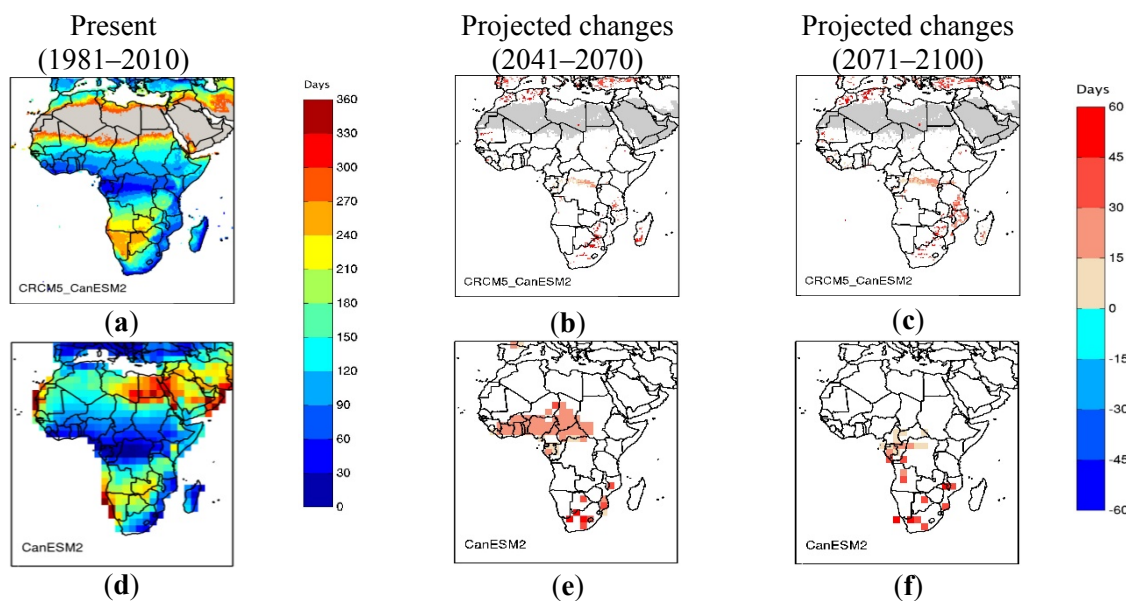 Present
(1981–2010)
Projected changes
(2041–2070)
Projected changes
(2071–2100)
Days
360
330
300
270
240
210
180
150
120
90
60
30
0
Days
60
45
30
15
0
-15
-30
-45
-60
CRCM5_CanESM2
CRCM5_CanESM2
CRCM5_CanESM2
(a)
(b)
(c)
CanESM2
CanESM2
CanESM2
(d)
(e)
(f)